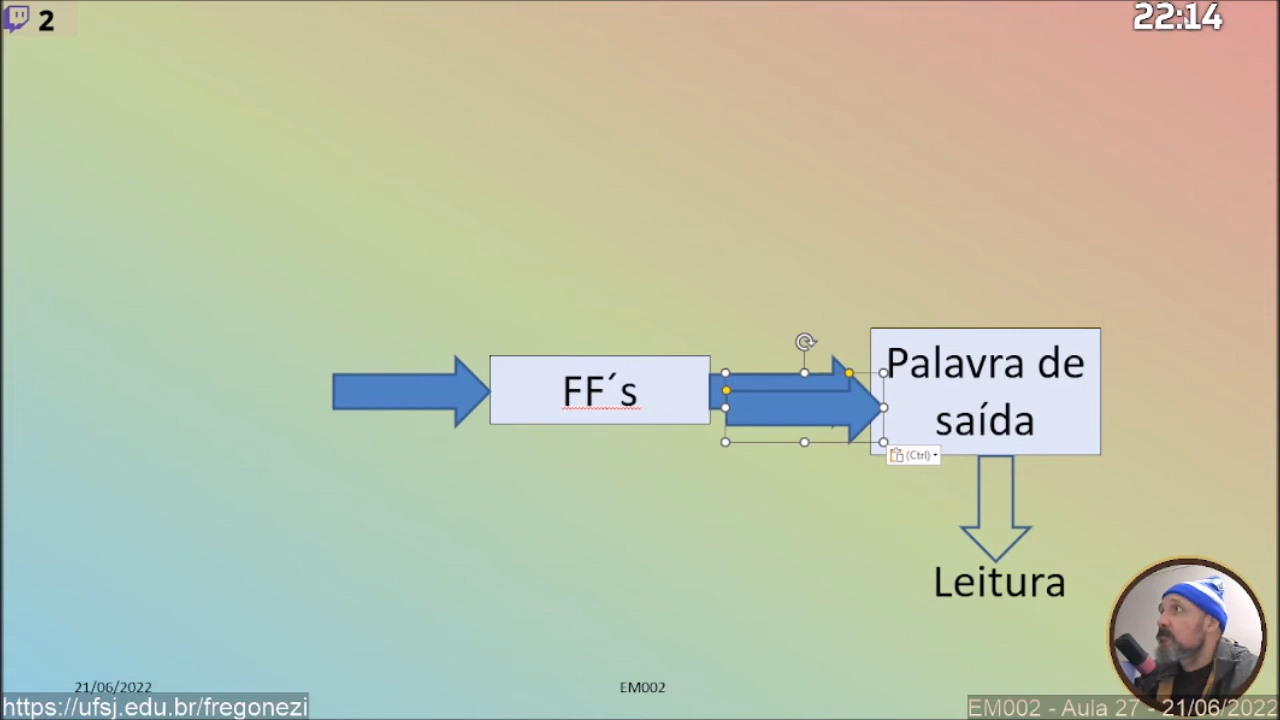 2
22:14
FF´s
Palavra de
saída
(Ctrl)
Leitura
21/06/2022
EM002
https://ufsj.edu.br/fregonezi
EM002 - Aula 27 - 21/06/2022